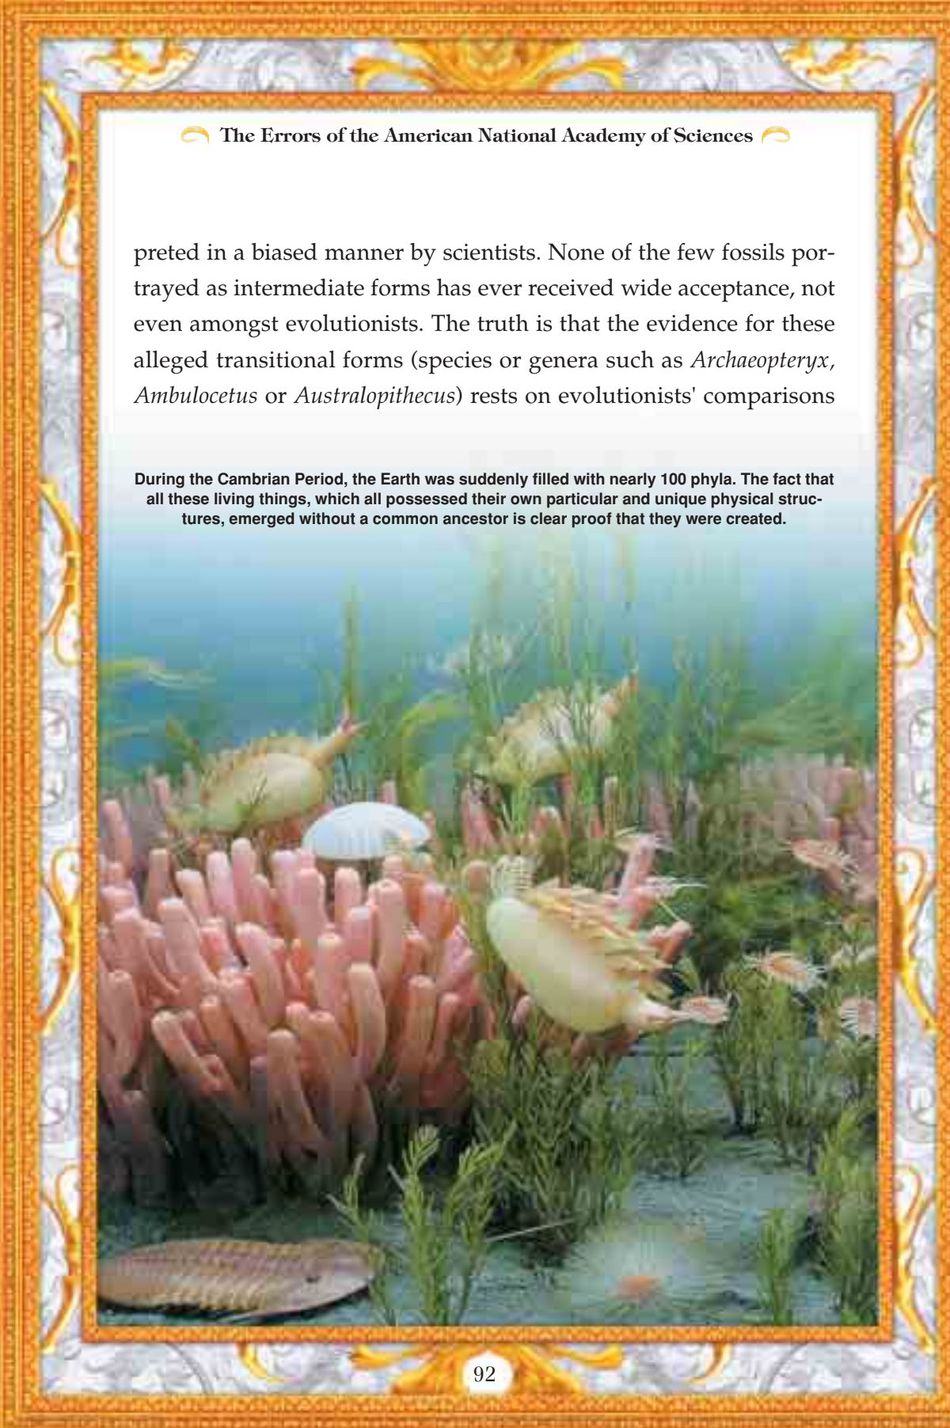 The Errors of the American National Academy of Sciences
preted in a biased manner by scientists. None of the few fossils por-
trayed as intermediate forms has ever received wide acceptance, not
even amongst evolutionists. The truth is that the evidence for these
alleged transitional forms (species or genera such as Archaeopteryx,
Ambulocetus or Australopithecus) rests on evolutionists' comparisons
During the Cambrian Period, the Earth was suddenly filled with nearly 100 phyla. The fact that
all these living things, which all possessed their own particular and unique physical struc-
tures, emerged without a common ancestor is clear proof that they were created.
92